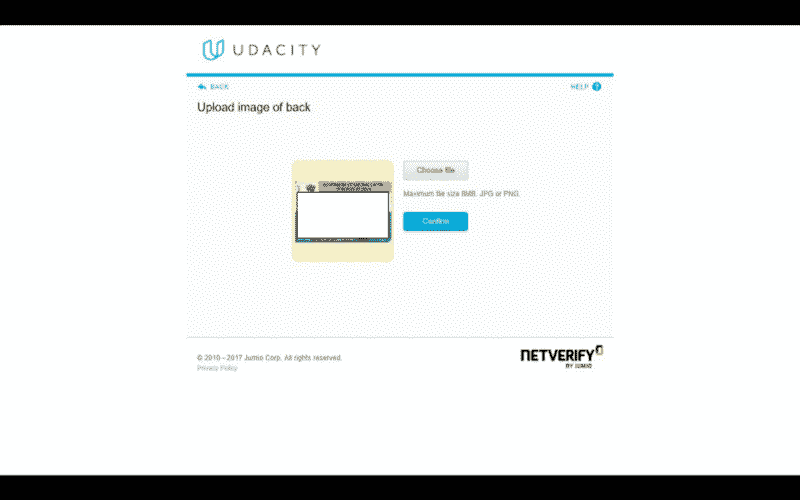 UDACITY
BACK
HELP ?
Upload image of back
Choose file
Maximum file size 8MB. JPG or PNG.
Confirm
© 2010 - 2017 Jumio Corp. All rights reserved.
Privacy Policy
NETVERIFY
BY JUMIO